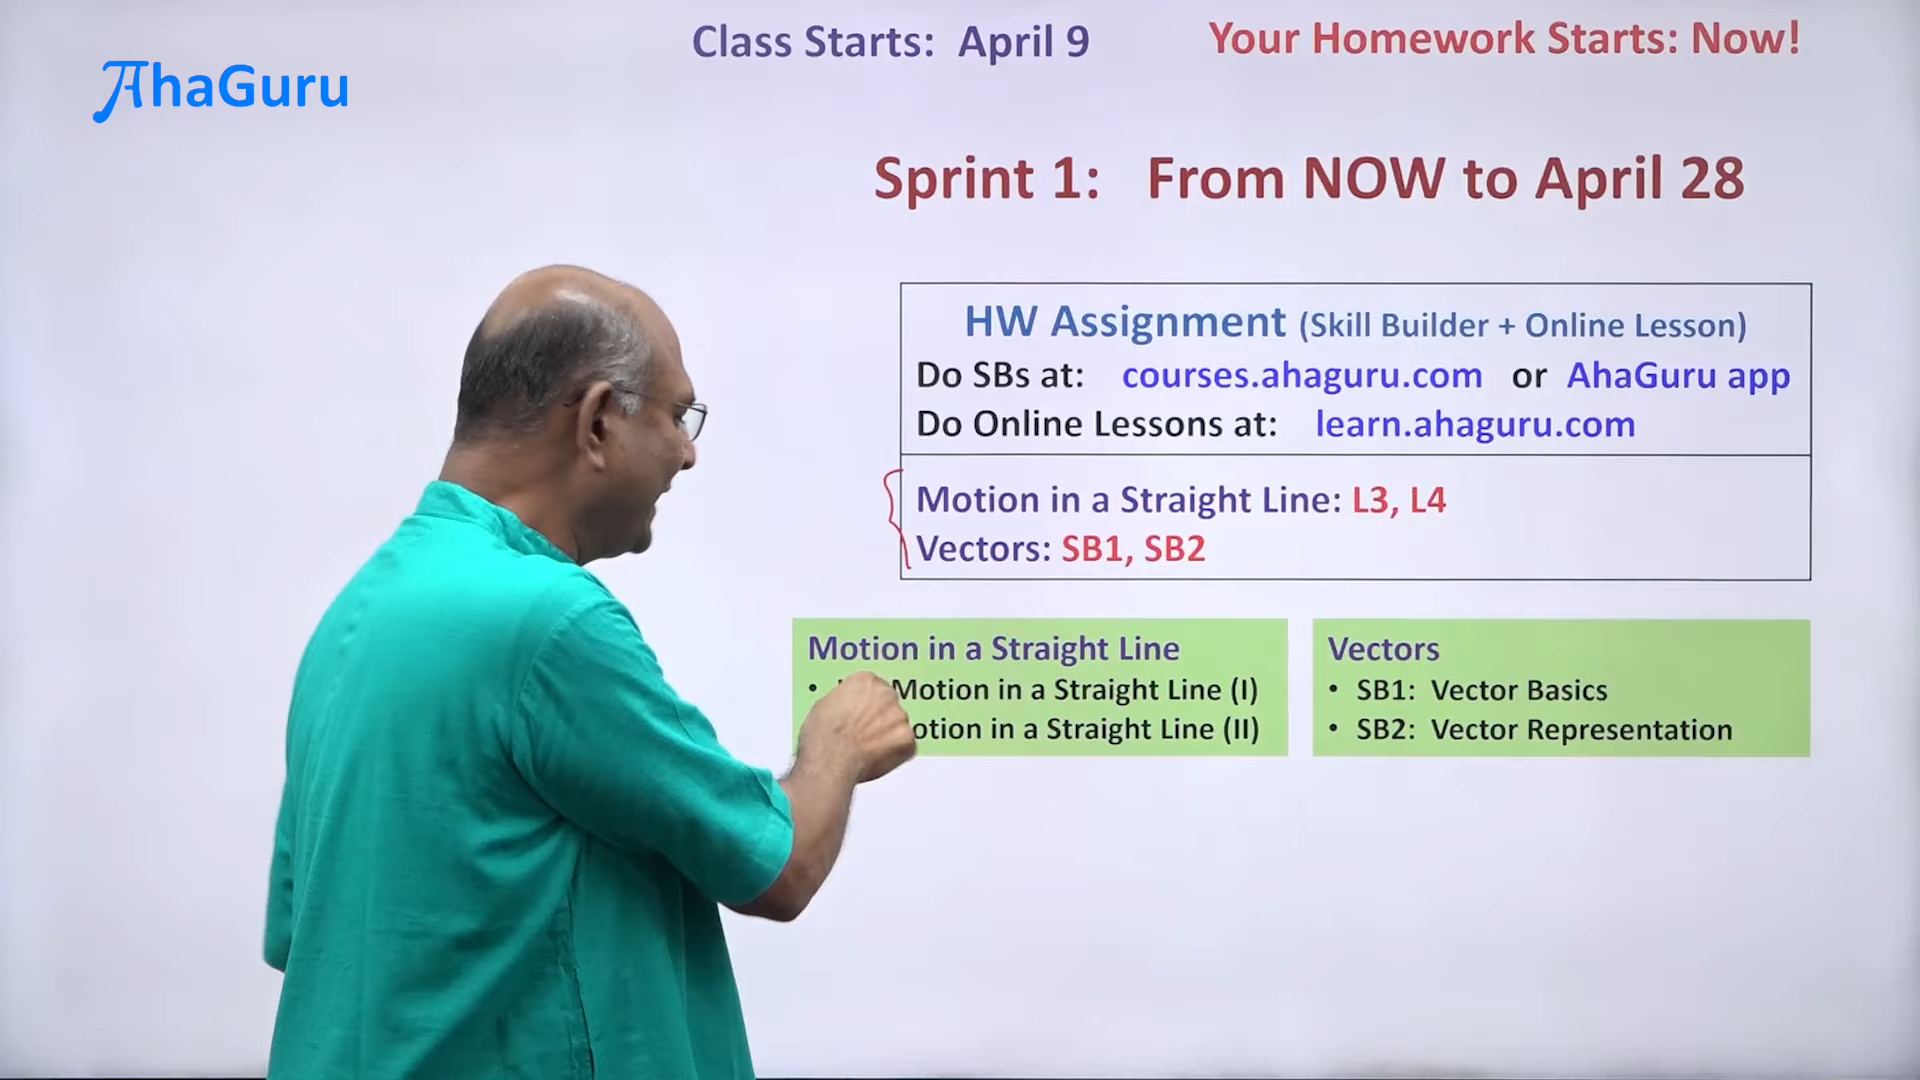 Class Starts: April 9
Your Homework Starts: Now!
AhaGuru
Sprint 1: From NOW to April 28
HW Assignment (Skill Builder + Online Lesson)
Do SBs at: courses.ahaguru.com or AhaGuru app
Do Online Lessons at: learn.ahaguru.com
Motion in a Straight Line: L3, L4
Vectors: SB1, SB2
Motion in a Straight Line
• Motion in a Straight Line (I)
otion in a Straight Line (II)
Vectors
• SB1: Vector Basics
• SB2: Vector Representation